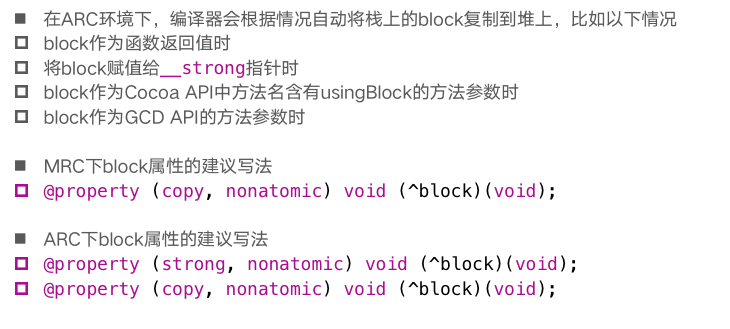 在ARC环境下，编译器会根据情况自动将栈上的block复制到堆上，比如以下情况
block作为函数返回值时
将block赋值给__strong指针时
block作为Cocoa API中方法名含有usingBlock的方法参数时
block作为GCD API的方法参数时
MRC下block属性的建议写法
@property (copy, nonatomic) void (^block)(void);
ARC下block属性的建议写法
@property (strong, nonatomic) void (^block)(void);
@property (copy, nonatomic) void (^block)(void);